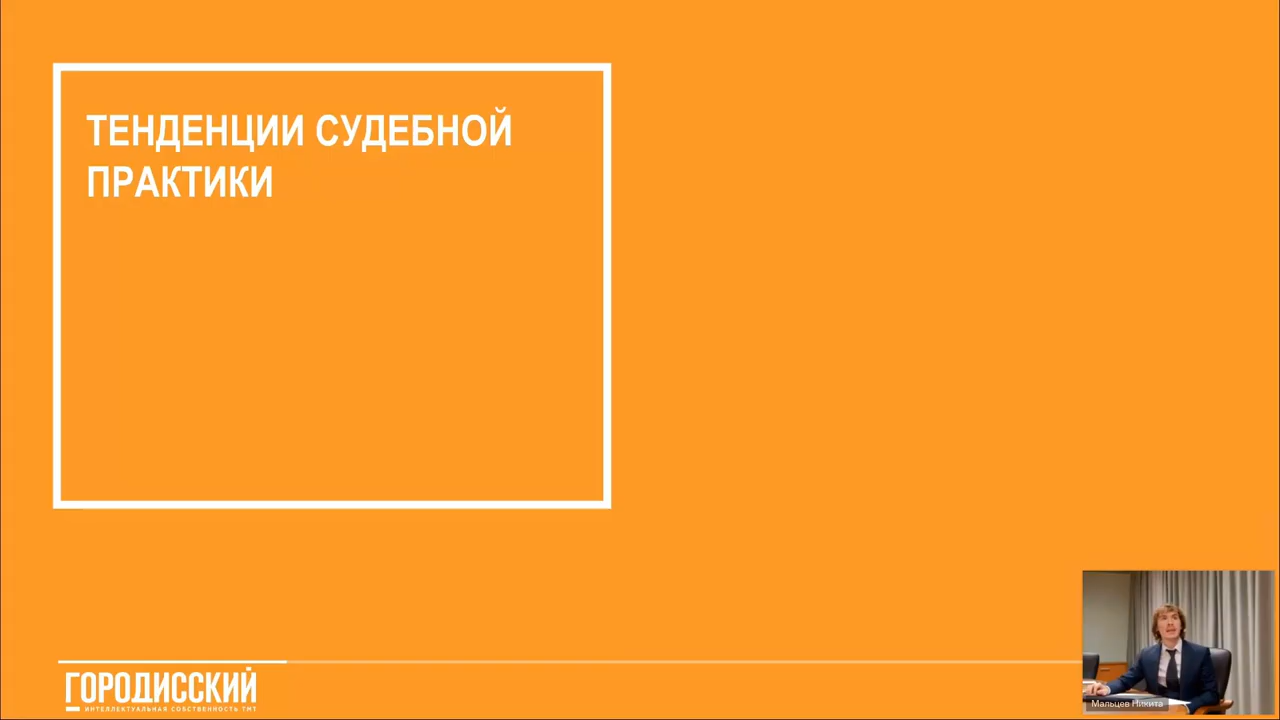 ТЕНДЕНЦИИ СУДЕБНОЙ
ПРАКТИКИ
ГОРОДИССКИЙ
ИНТЕЛЛЕКТУАЛЬНАЯ СОБСТВЕННОСТЬ ТМТ
Мальцев Никита